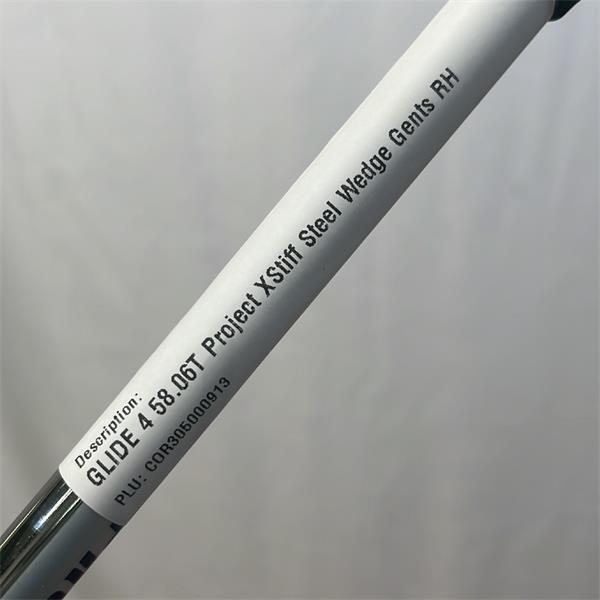 Description:
GLIDE 4 58.06T Project XStiff Steel Wedge Gents RH
PLU: COR305000913